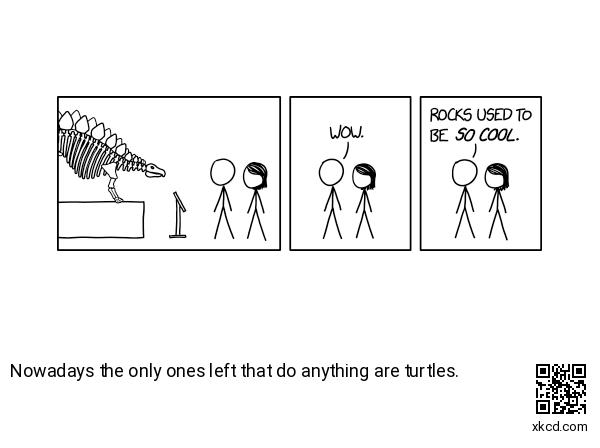 WOW.
ROCKS USED TO
BE SO COOL.
Nowadays the only ones left that do anything are turtles.
xkcd.com